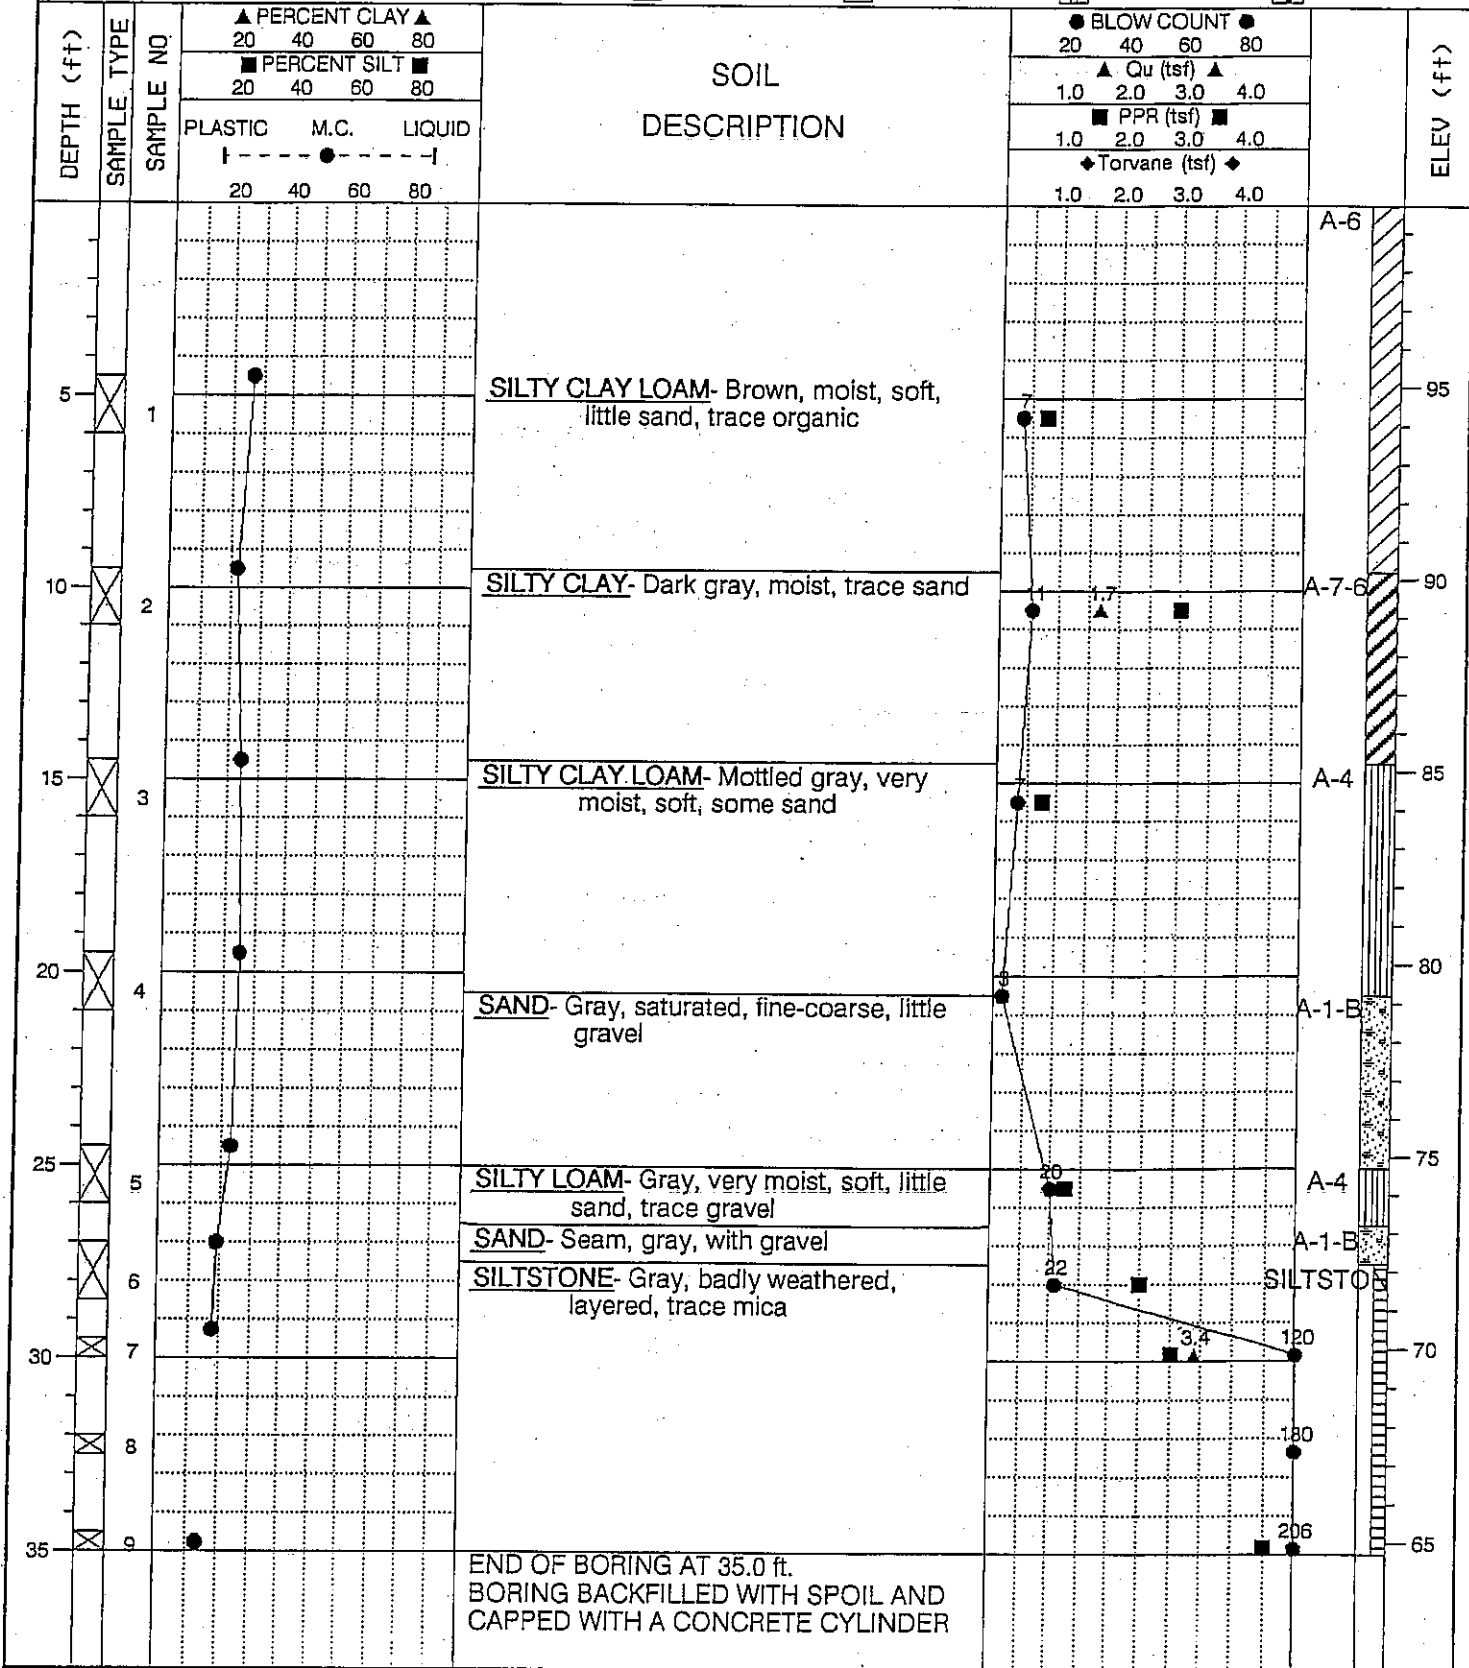 DEPTH (ft)
SAMPLE TYPE
SAMPLE NO.
▲ PERCENT CLAY ▲
20 40 60 80
■ PERCENT SILT ■
20 40 60 80
PLASTIC M.C. LIQUID
20 40 60 80
SOIL
DESCRIPTION
● BLOW COUNT ●
20 40 60 80
▲ Qu (tsf) ▲
1.0 2.0 3.0 4.0
■ PPR (tsf) ■
1.0 2.0 3.0 4.0
◆ Torvane (tsf) ◆
1.0 2.0 3.0 4.0
ELEV (ft)
A-6
5 1 SILTY CLAY LOAM- Brown, moist, soft, 7 95
little sand, trace organic
10 2 SILTY CLAY- Dark gray, moist, trace sand 11 1.7 A-7-6 90
15 3 SILTY CLAY LOAM- Mottled gray, very 7 A-4 85
moist, soft, some sand
20 4 3 80
SAND- Gray, saturated, fine-coarse, little A-1-B
gravel
25 5 SILTY LOAM- Gray, very moist, soft, little 20 A-4 75
sand, trace gravel
SAND- Seam, gray, with gravel A-1-B
6 SILTSTONE- Gray, badly weathered, 22 SILTSTON
layered, trace mica
30 7 3.4 120 70
8 180
35 9 206 65
END OF BORING AT 35.0 ft.
BORING BACKFILLED WITH SPOIL AND
CAPPED WITH A CONCRETE CYLINDER